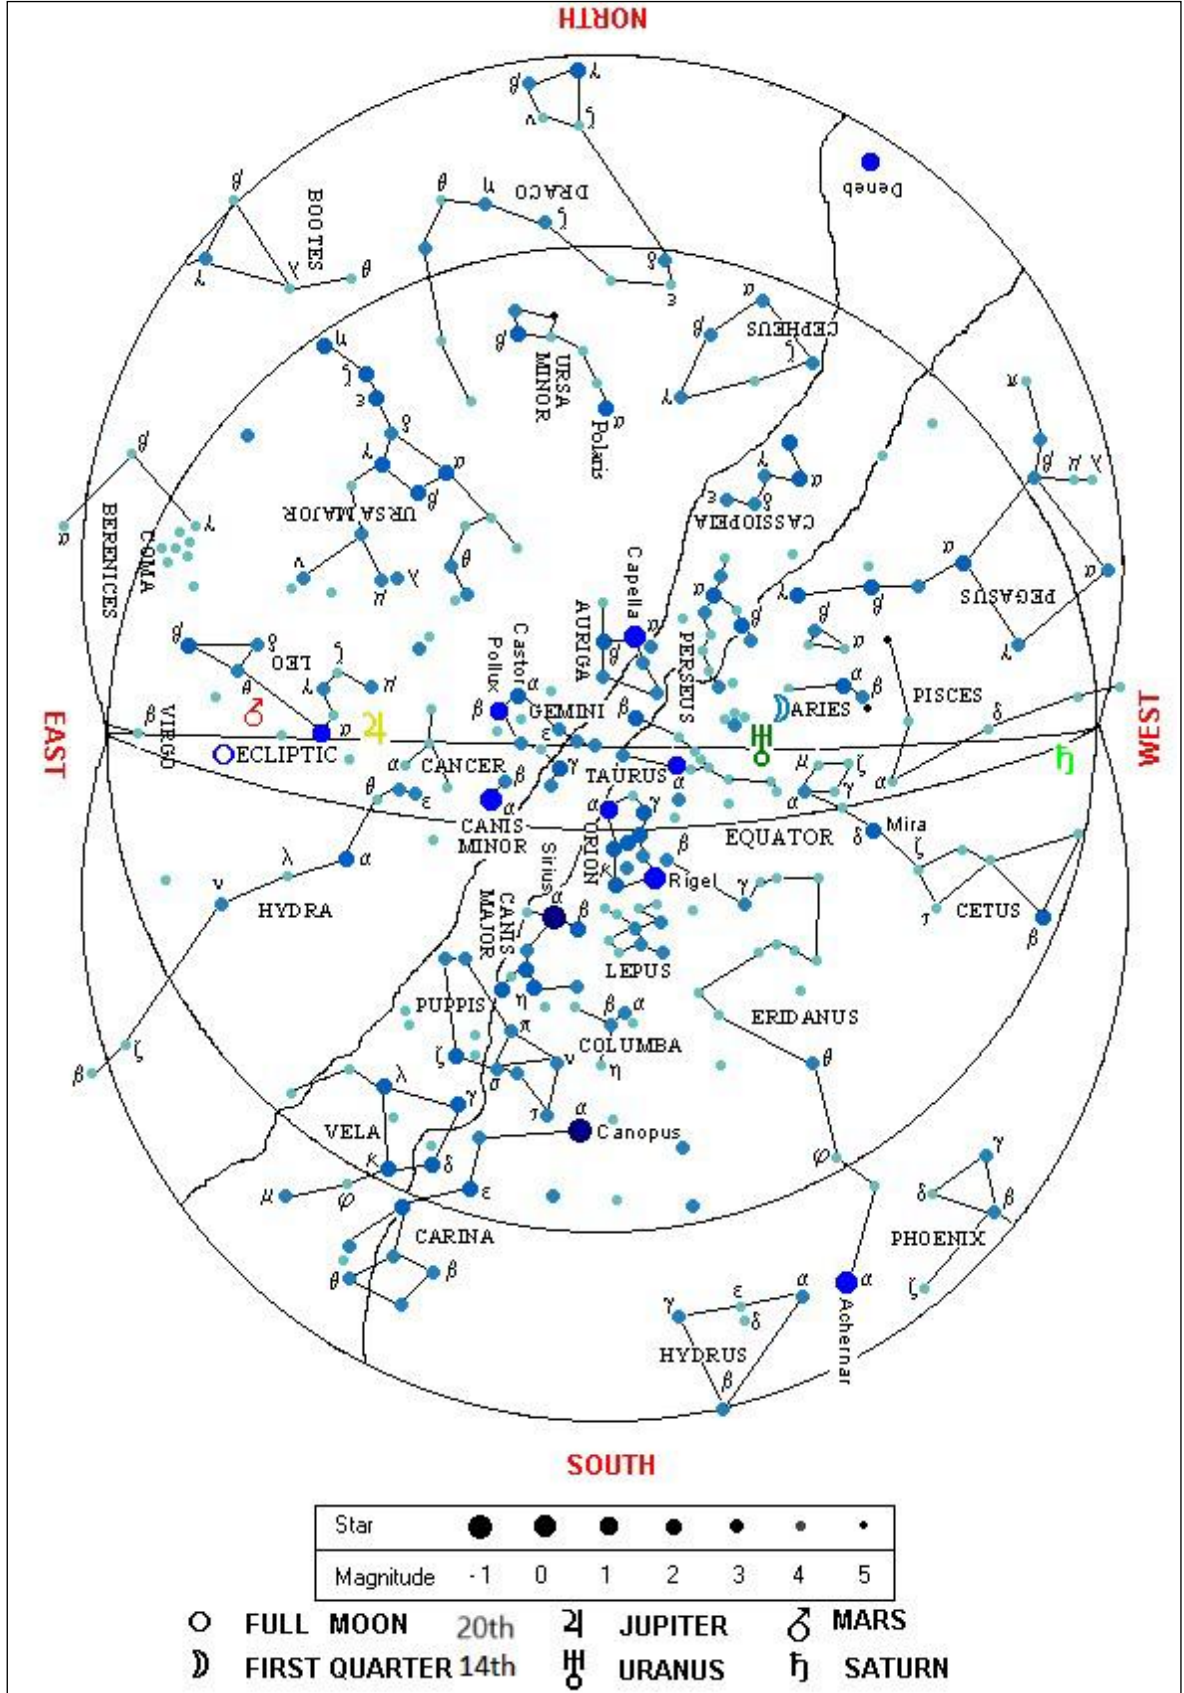 NORTH
γ
β
ν
ζ
Deneb
β
BOOTES
θ
η
DRACO
ζ
γ
λ
θ
δ
ε
α
CEPHEUS
β
ζ
γ
β
URSA
MINOR
α
Polaris
η
ζ
ε
δ
γ
α
β
URSA MAJOR
π
β
μ
λ
γ
α
ε
δ
CASSIOPEIA
β
α
γ
COMA
BERENICES
ν
μ
λ
θ
α
γ
β
α
PEGASUS
γ
Capella
α
AURIGA
β
PERSEUS
α
β
β
α
β
δ
LEO
θ
ζ
γ
μ
α
Castor
Pollux
α
β
GEMINI
ε
β
α
β
ARIES
PISCES
δ
α
EAST
WEST
β
VIRGO
♂
♃
ECLIPTIC
♅
♄
α
CANCER
θ
ε
β
α
CANIS
MINOR
γ
TAURUS
α
α
γ
ORION
κ
β
Rigel
EQUATOR
μ
ζ
α
γ
δ
Mira
ζ
τ
CETUS
β
α
λ
ν
HYDRA
Sirius
α
β
CANIS
MAJOR
η
LEPUS
γ
ERIDANUS
θ
PUPPIS
π
ζ
σ
ν
τ
β
α
COLUMBA
η
β
ζ
λ
γ
VELA
κ
δ
μ
φ
α
Canopus
ε
CARINA
θ
β
φ
γ
δ
β
PHOENIX
ζ
α
Achernar
γ
ε
δ
α
HYDRUS
β
SOUTH
Star
Magnitude -1 0 1 2 3 4 5
FULL MOON 20th ♃ JUPITER ♂ MARS
FIRST QUARTER 14th ♅ URANUS ♄ SATURN